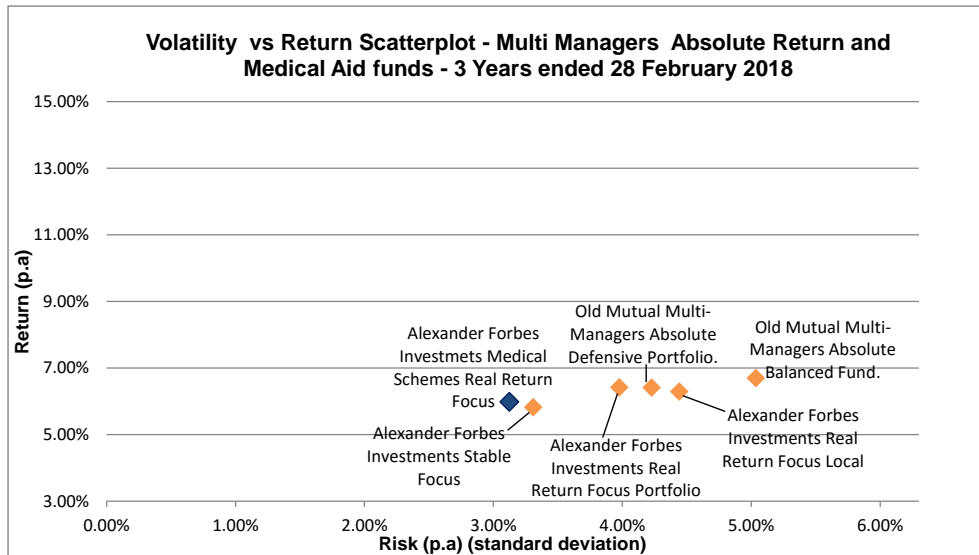 Volatility vs Return Scatterplot - Multi Managers Absolute Return and
Medical Aid funds - 3 Years ended 28 February 2018
15.00%
13.00%
11.00%
9.00%
7.00%
5.00%
3.00%
Return (p.a)
Alexander Forbes
Investmets Medical
Schemes Real Return
Focus
Alexander Forbes
Investments Stable
Focus
Old Mutual Multi-
Managers Absolute
Defensive Portfolio.
Alexander Forbes
Investments Real
Return Focus Portfolio
Old Mutual Multi-
Managers Absolute
Balanced Fund.
Alexander Forbes
Investments Real
Return Focus Local
0.00% 1.00% 2.00% 3.00% 4.00% 5.00% 6.00%
Risk (p.a) (standard deviation)